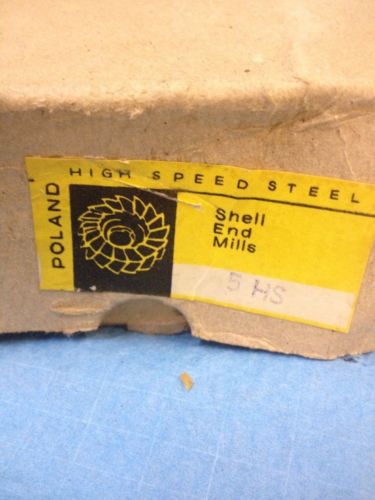 HIGH SPEED STEEL
POLAND
Shell
End
Mills
5 HS